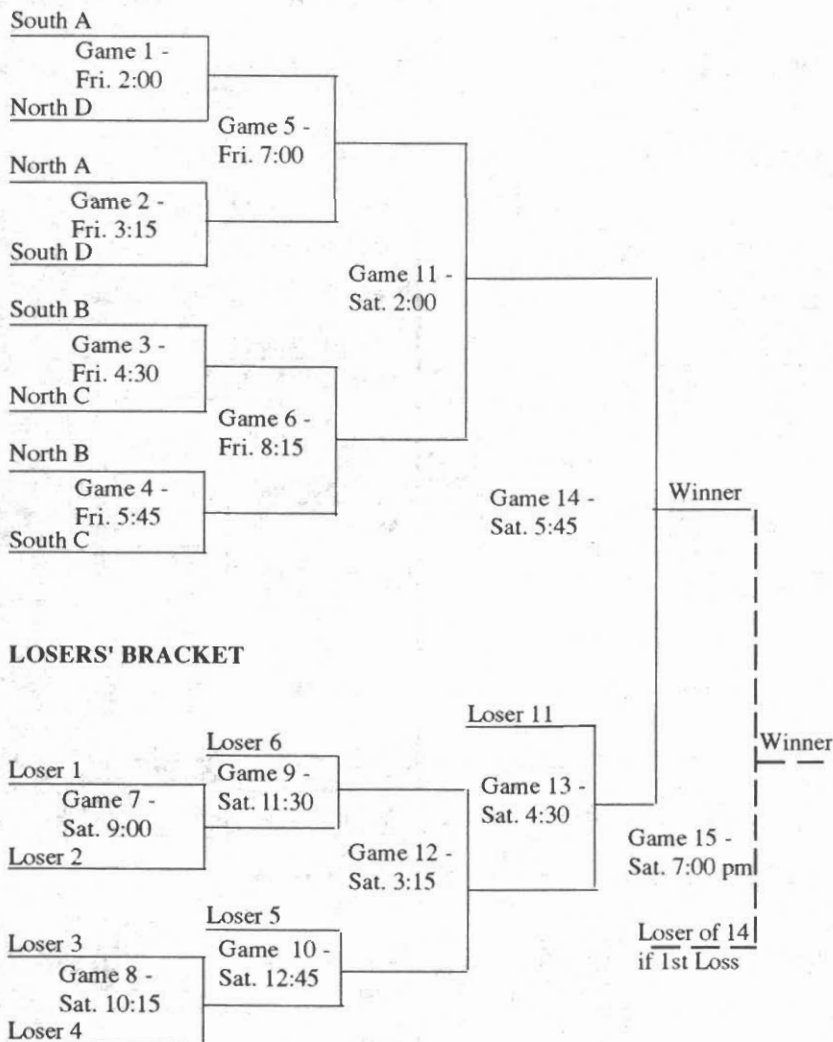 South A
Game 1 -
Fri. 2:00
North D
Game 5 -
Fri. 7:00
North A
Game 2 -
Fri. 3:15
South D
Game 11 -
Sat. 2:00
South B
Game 3 -
Fri. 4:30
North C
Game 6 -
Fri. 8:15
North B
Game 4 -
Fri. 5:45
South C
Game 14 -
Sat. 5:45
Winner
LOSERS' BRACKET
Loser 11
Loser 6
Winner
Loser 1
Game 9 -
Sat. 11:30
Game 7 -
Sat. 9:00
Game 13 -
Sat. 4:30
Loser 2
Game 12 -
Sat. 3:15
Game 15 -
Sat. 7:00 pm
Loser 5
Loser 3
Game 10 -
Sat. 12:45
Game 8 -
Sat. 10:15
Loser of 14
if 1st Loss
Loser 4